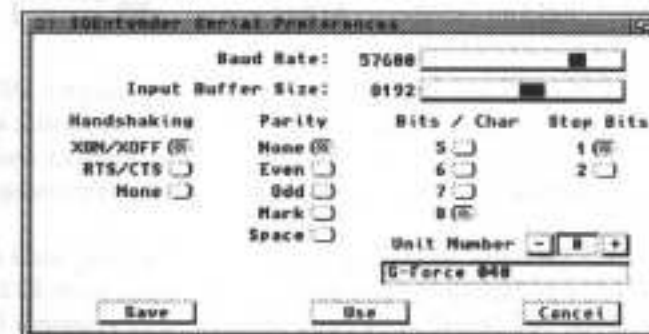 IOExtender Serial Preferences
Baud Rate: 57600
Input Buffer Size: 8192
Handshaking Parity Bits / Char Stop Bits
XON/XOFF None 5 1
RTS/CTS Even 6 2
None Odd 7
Mark 8
Space Unit Number - 0 +
G-Force 040
Save Use Cancel